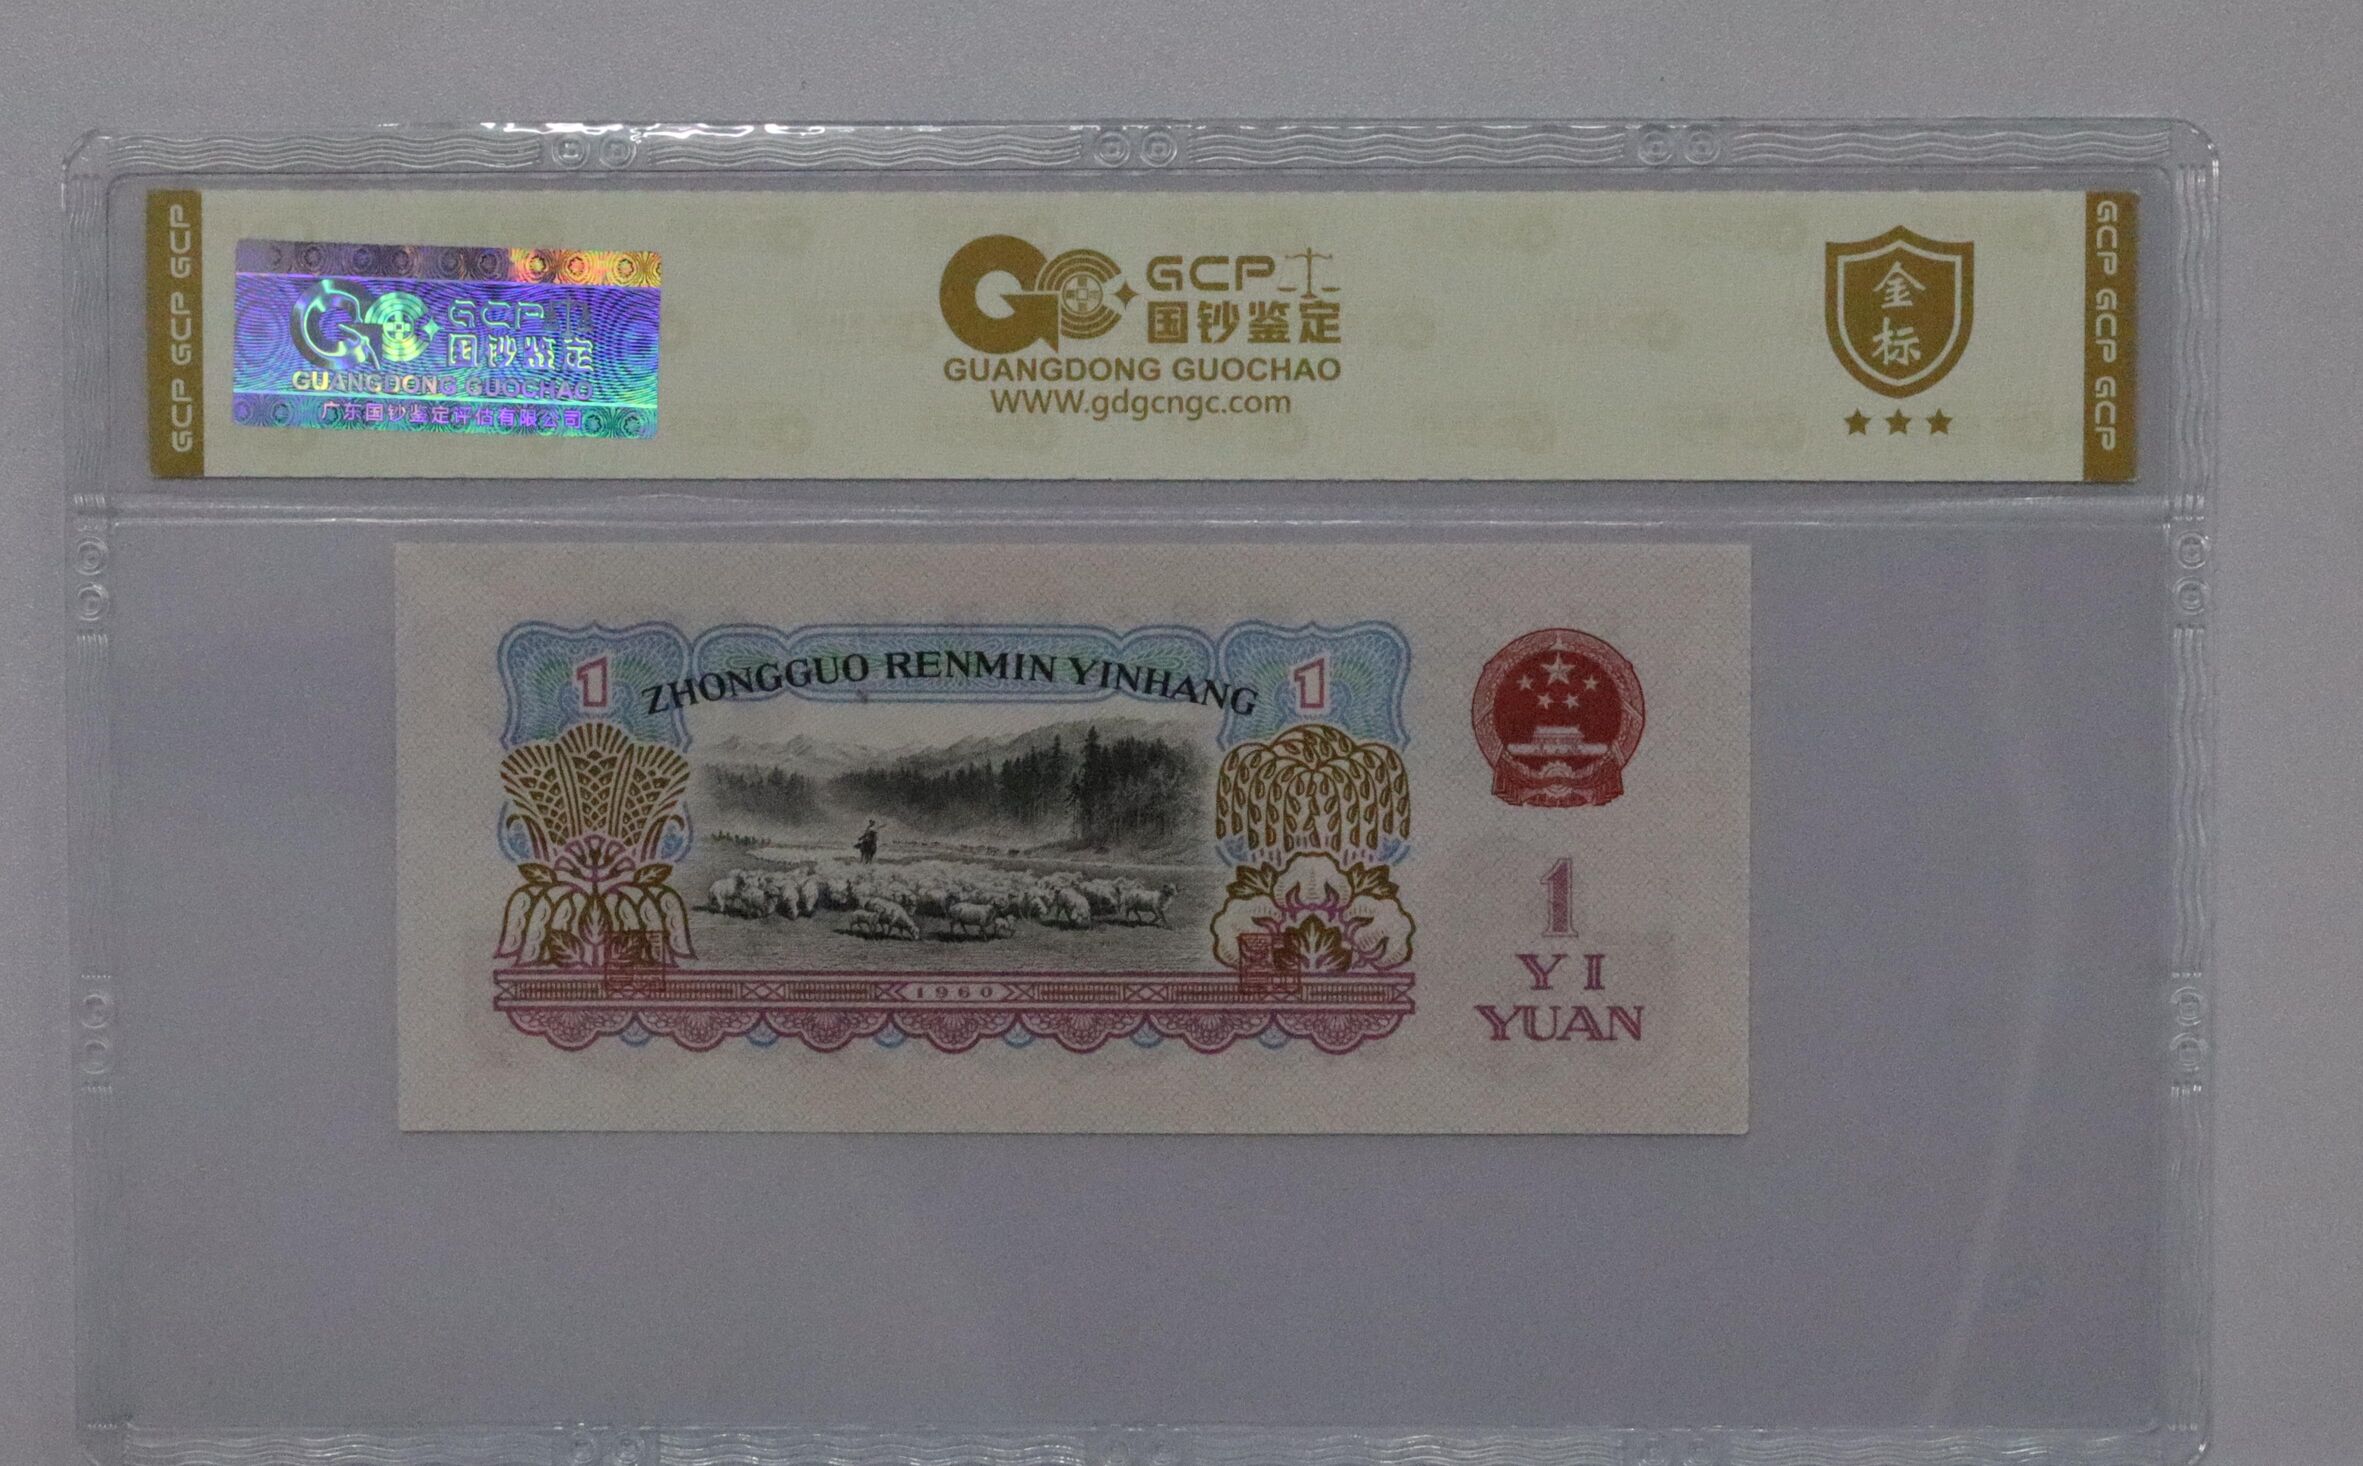 GCP GCP GCP
GCP
国钞鉴定
GUANGDONG GUOCHAO
广东国钞鉴定评估有限公司
GCP
国钞鉴定
GUANGDONG GUOCHAO
WWW.gdgcngc.com
金
标
GCP GCP GCP
1
ZHONGGUO RENMIN YINHANG
1
1960
1
YI
YUAN